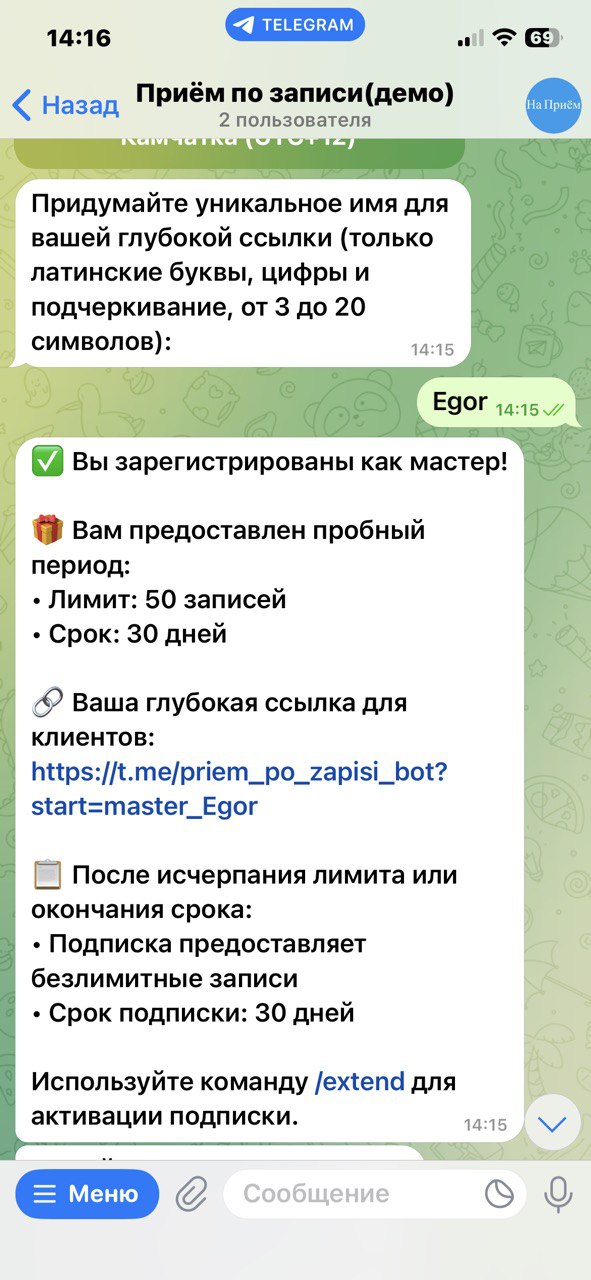 14:16
TELEGRAM
69
Назад
Приём по записи(демо)
2 пользователя
На Приём
Камчатка (UTC+12)
Придумайте уникальное имя для
вашей глубокой ссылки (только
латинские буквы, цифры и
подчеркивание, от 3 до 20
символов):
14:15
Egor 14:15
Вы зарегистрированы как мастер!
Вам предоставлен пробный
период:
• Лимит: 50 записей
• Срок: 30 дней
Ваша глубокая ссылка для
клиентов:
https://t.me/priem_po_zapisi_bot?
start=master_Egor
После исчерпания лимита или
окончания срока:
• Подписка предоставляет
безлимитные записи
• Срок подписки: 30 дней
Используйте команду /extend для
активации подписки.
14:15
Меню
Сообщение